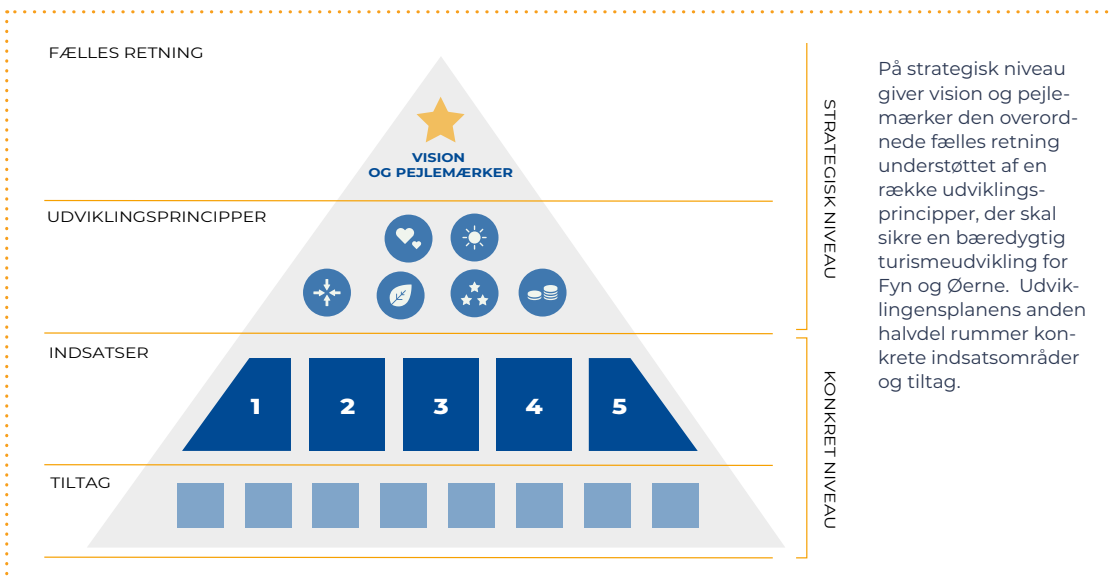 FÆLLES RETNING
VISION
OG PEJLEMÆRKER
UDVIKLINGSPRINCIPPER
INDSATSER
1 2 3 4 5
TILTAG
STRATEGISK NIVEAU
KONKRET NIVEAU
På strategisk niveau
giver vision og pejle-
mærker den overord-
nede fælles retning
understøttet af en
række udviklings-
principper, der skal
sikre en bæredygtig
turismeudvikling for
Fyn og Øerne. Udvik-
lingensplanens anden
halvdel rummer kon-
krete indsatsområder
og tiltag.